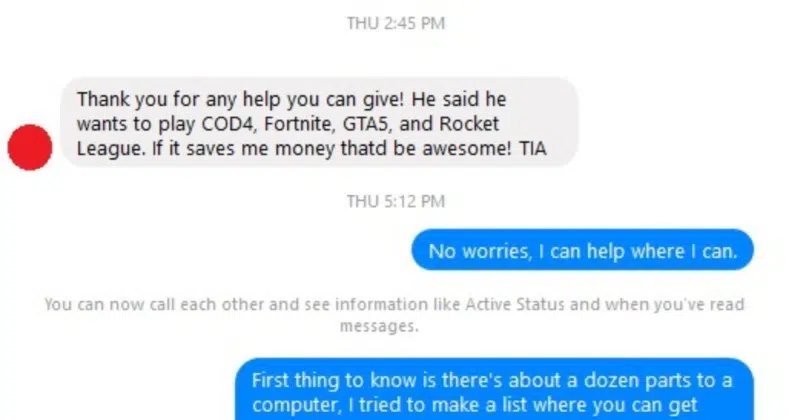 THU 2:45 PM
Thank you for any help you can give! He said he
wants to play COD4, Fortnite, GTA5, and Rocket
League. If it saves me money thatd be awesome! TIA
THU 5:12 PM
No worries, I can help where I can.
You can now call each other and see information like Active Status and when you've read
messages.
First thing to know is there's about a dozen parts to a
computer, I tried to make a list where you can get